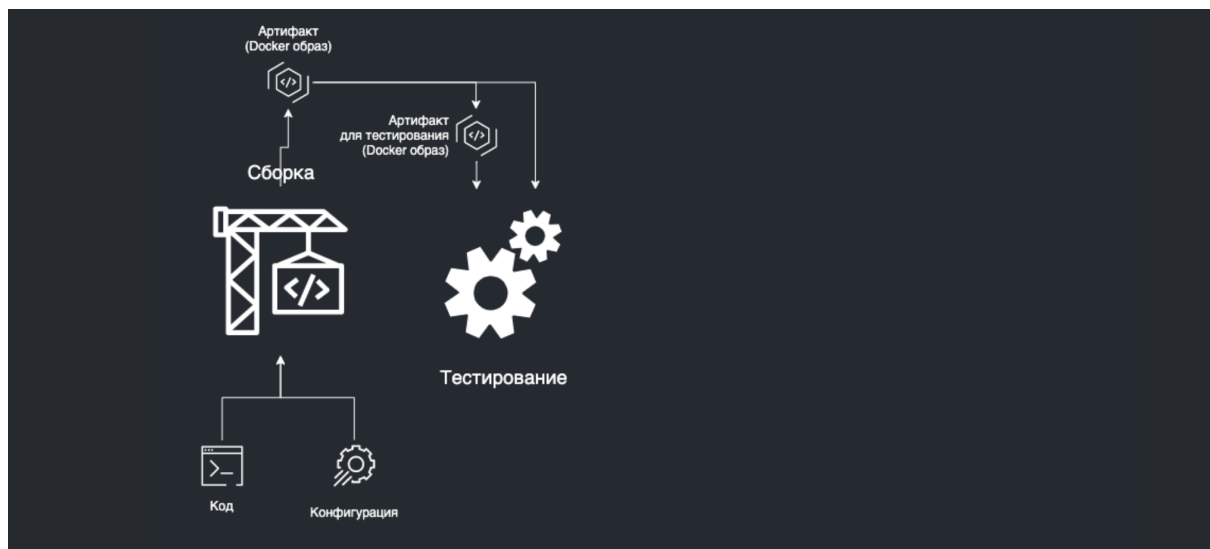 Артифакт
(Docker образ)
Артифакт
для тестирования
(Docker образ)
Сборка
Тестирование
Код
Конфигурация